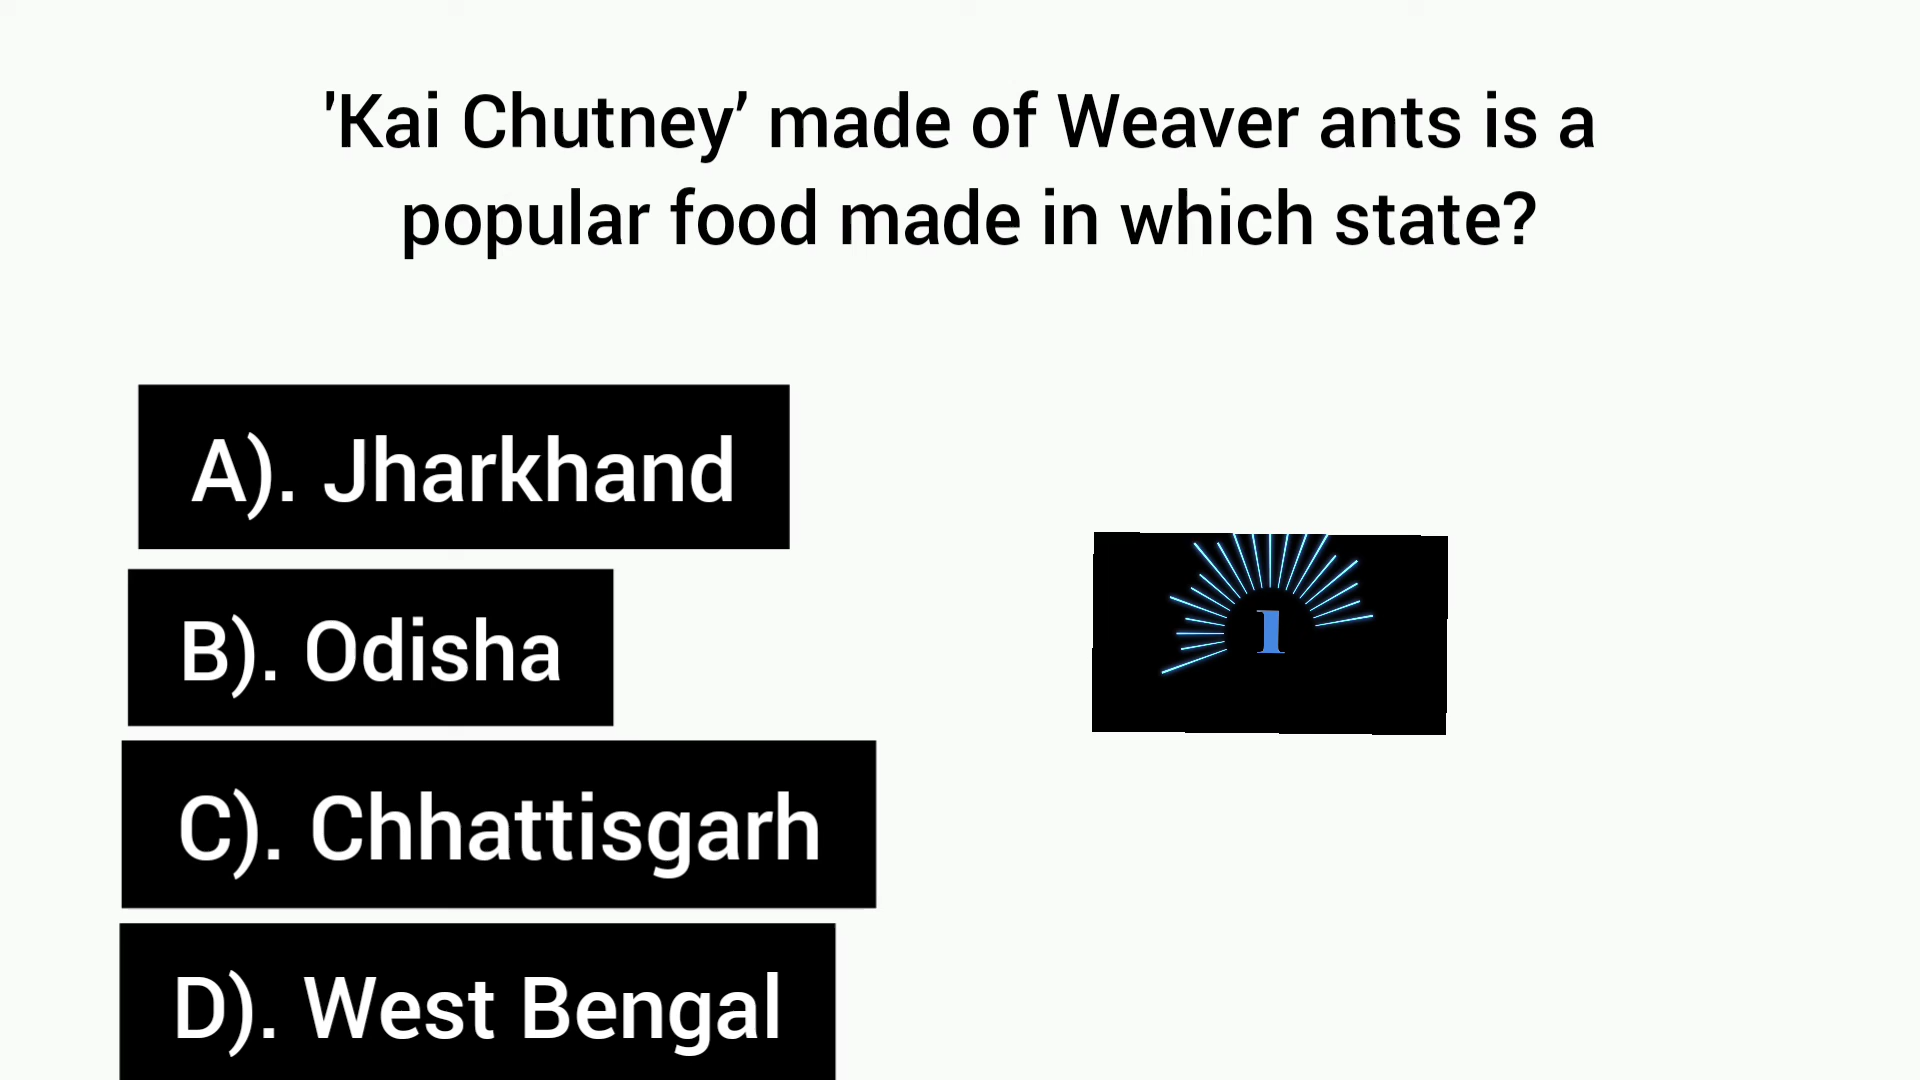 'Kai Chutney’ made of Weaver ants is a
popular food made in which state?
A). Jharkhand
B). Odisha
1
C). Chhattisgarh
D). West Bengal